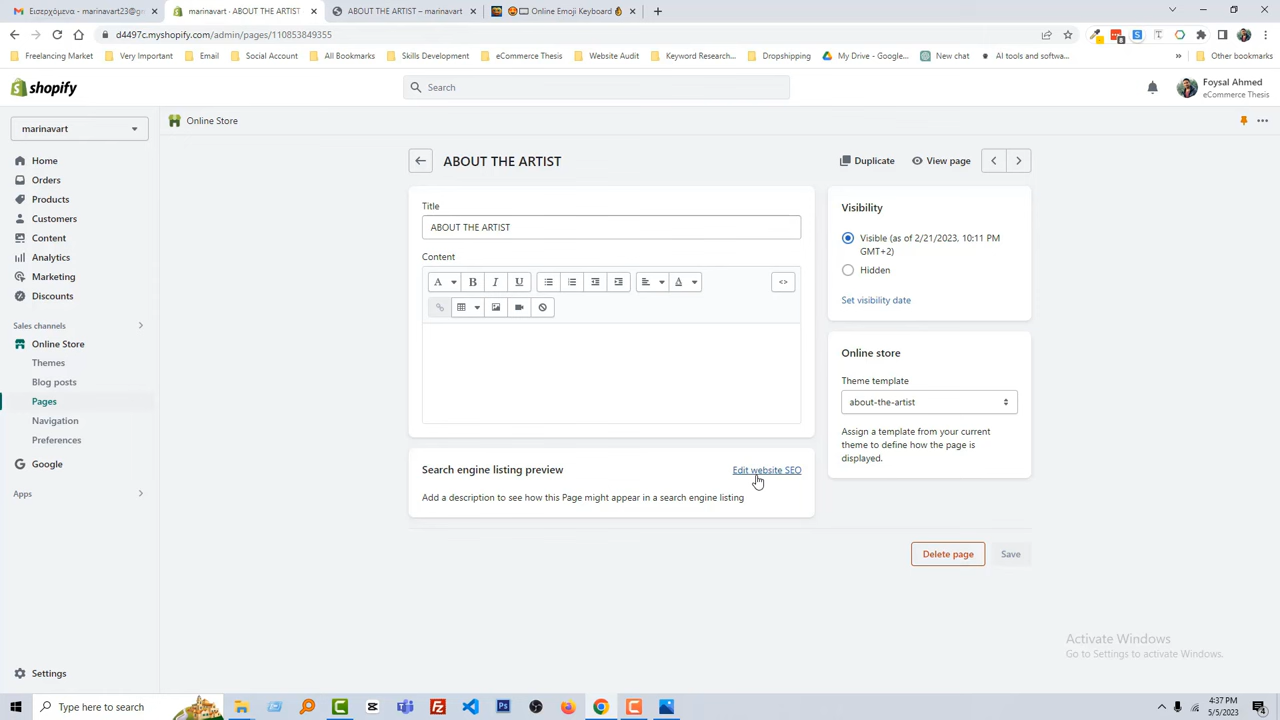 Εισερχόμενα - marinavart23@g
marinavart - ABOUT THE ARTIST
ABOUT THE ARTIST – marinavart
Online Emoji Keyboard
d4497c.myshopify.com/admin/pages/110853849355
Freelancing Market
Very Important
Email
Social Account
All Bookmarks
Skills Development
eCommerce Thesis
Website Audit
Keyword Research...
Dropshipping
My Drive - Google...
New chat
AI tools and softwa...
»
Other bookmarks
shopify
Search
Foysal Ahmed
eCommerce Thesis
marinavart
Online Store
Home
Orders
Products
Customers
Content
Analytics
Marketing
Discounts
Sales channels
Online Store
Themes
Blog posts
Pages
Navigation
Preferences
Google
Apps
Settings
ABOUT THE ARTIST
Duplicate
View page
Title
ABOUT THE ARTIST
Content
A
B
I
U
A
<>
Search engine listing preview
Edit website SEO
Add a description to see how this Page might appear in a search engine listing
Visibility
Visible (as of 2/21/2023, 10:11 PM
GMT+2)
Hidden
Set visibility date
Online store
Theme template
about-the-artist
Assign a template from your current
theme to define how the page is
displayed.
Delete page
Save
Activate Windows
Go to Settings to activate Windows.
Type here to search
4:37 PM
5/5/2023